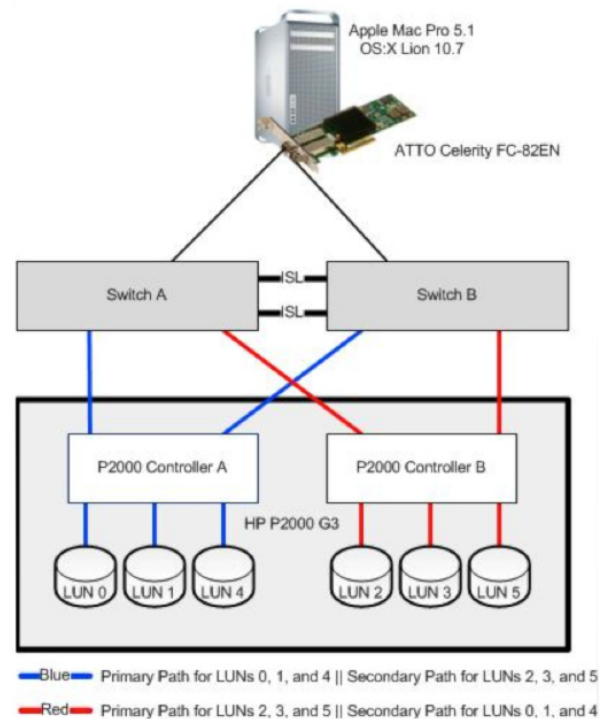 Apple Mac Pro 5.1
OS:X Lion 10.7
ATTO Celerity FC-82EN
Switch A
ISL
ISL
Switch B
P2000 Controller A
P2000 Controller B
HP P2000 G3
LUN 0
LUN 1
LUN 4
LUN 2
LUN 3
LUN 5
Blue Primary Path for LUNs 0, 1, and 4 || Secondary Path for LUNs 2, 3, and 5
Red Primary Path for LUNs 2, 3, and 5 || Secondary Path for LUNs 0, 1, and 4